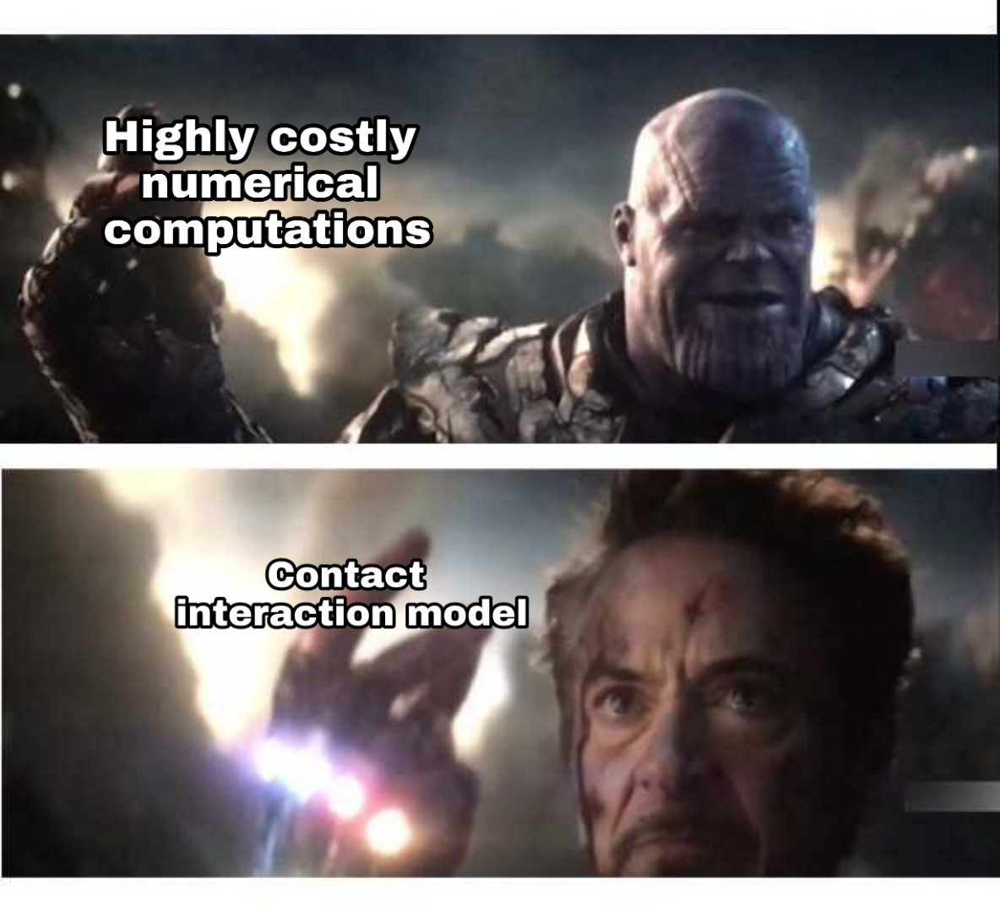 Highly costly
numerical
computations
Contact
interaction model